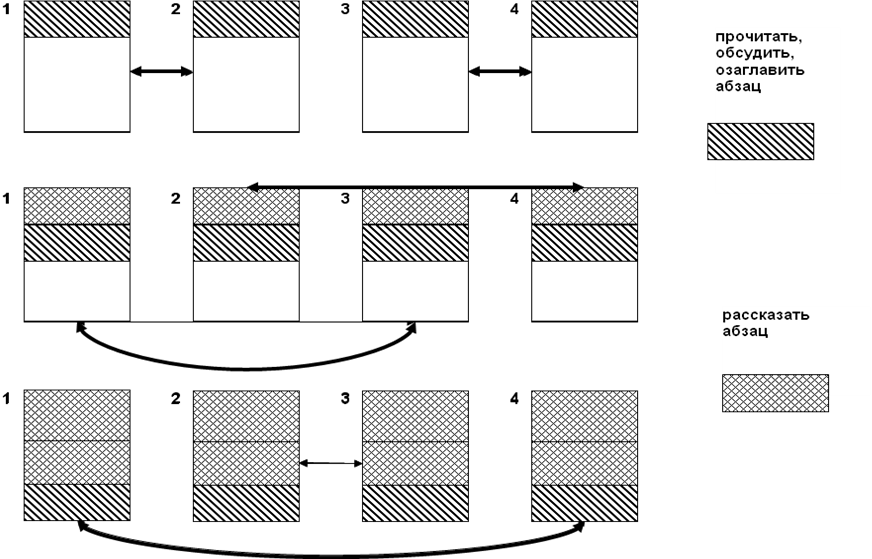 1 2 3 4
прочитать,
обсудить,
озаглавить
абзац
1 2 3 4
рассказать
абзац
1 2 3 4